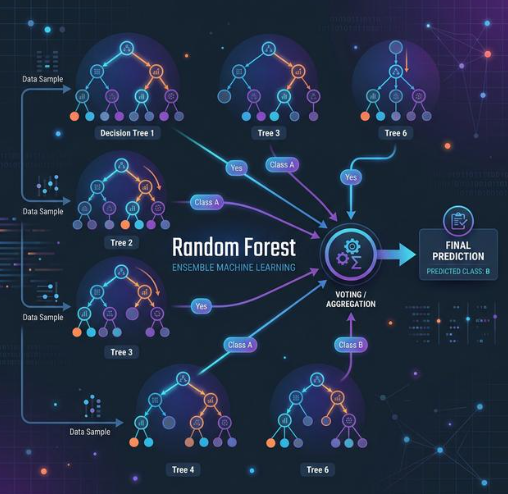 Data Sample
Decision Tree 1
Tree 3
Tree 6
Yes
Class A
Yes
Data Sample
Class A
Tree 2
Random Forest
ENSEMBLE MACHINE LEARNING
FINAL
PREDICTION
PREDICTED CLASS: B
VOTING /
AGGREGATION
Data Sample
Yes
Tree 3
Class A
Class B
Data Sample
Tree 4
Tree 6